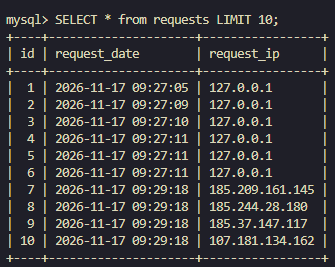 mysql> SELECT * from requests LIMIT 10;
+----+---------------------+-----------------+
| id | request_date        | request_ip      |
+----+---------------------+-----------------+
|  1 | 2026-11-17 09:27:05 | 127.0.0.1       |
|  2 | 2026-11-17 09:27:09 | 127.0.0.1       |
|  3 | 2026-11-17 09:27:10 | 127.0.0.1       |
|  4 | 2026-11-17 09:27:11 | 127.0.0.1       |
|  5 | 2026-11-17 09:27:11 | 127.0.0.1       |
|  6 | 2026-11-17 09:27:11 | 127.0.0.1       |
|  7 | 2026-11-17 09:29:18 | 185.209.161.145 |
|  8 | 2026-11-17 09:29:18 | 185.244.28.180  |
|  9 | 2026-11-17 09:29:18 | 185.37.147.117  |
| 10 | 2026-11-17 09:29:18 | 107.181.134.162 |
+----+---------------------+-----------------+